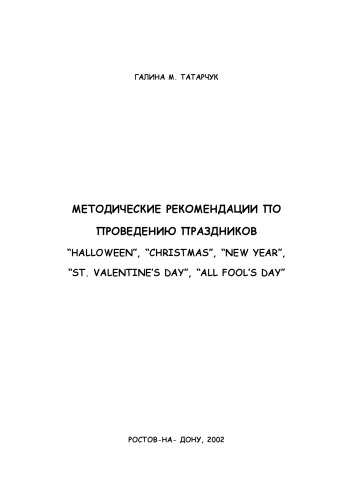 ГАЛИНА М. ТАТАРЧУК
МЕТОДИЧЕСКИЕ РЕКОМЕНДАЦИИ ПО
ПРОВЕДЕНИЮ ПРАЗДНИКОВ
“HALLOWEEN”, “CHRISTMAS”, “NEW YEAR”,
“ST. VALENTINE’S DAY”, “ALL FOOL’S DAY”
РОСТОВ-НА- ДОНУ, 2002